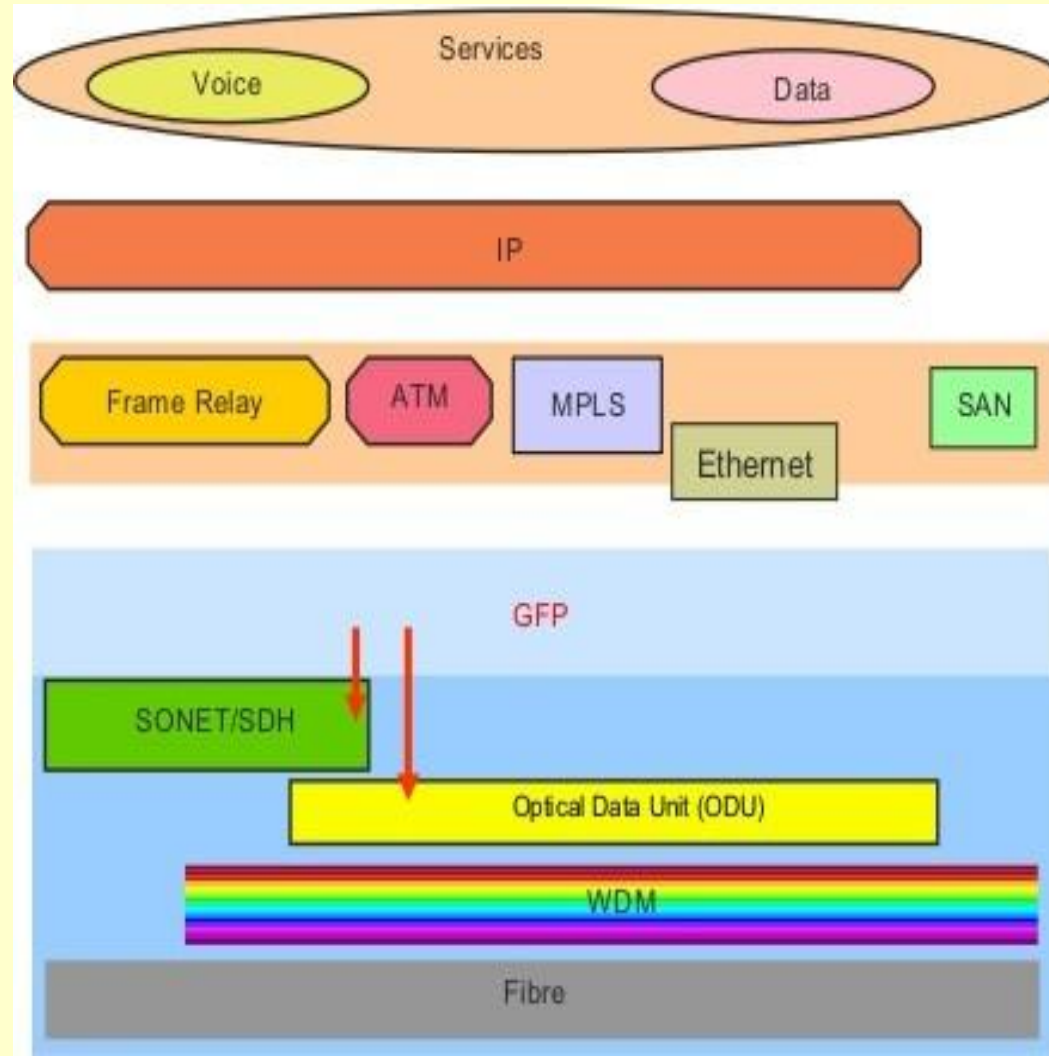 Services
Voice
Data
IP
Frame Relay
ATM
MPLS
SAN
Ethernet
GFP
SONET/SDH
Optical Data Unit (ODU)
WDM
Fibre